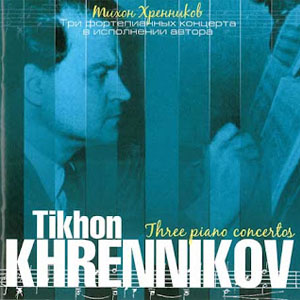 Тихон Хренников
Три фортепианных концерта
в исполнении автора
Tikhon
Three piano concertos
KHRENNIKOV